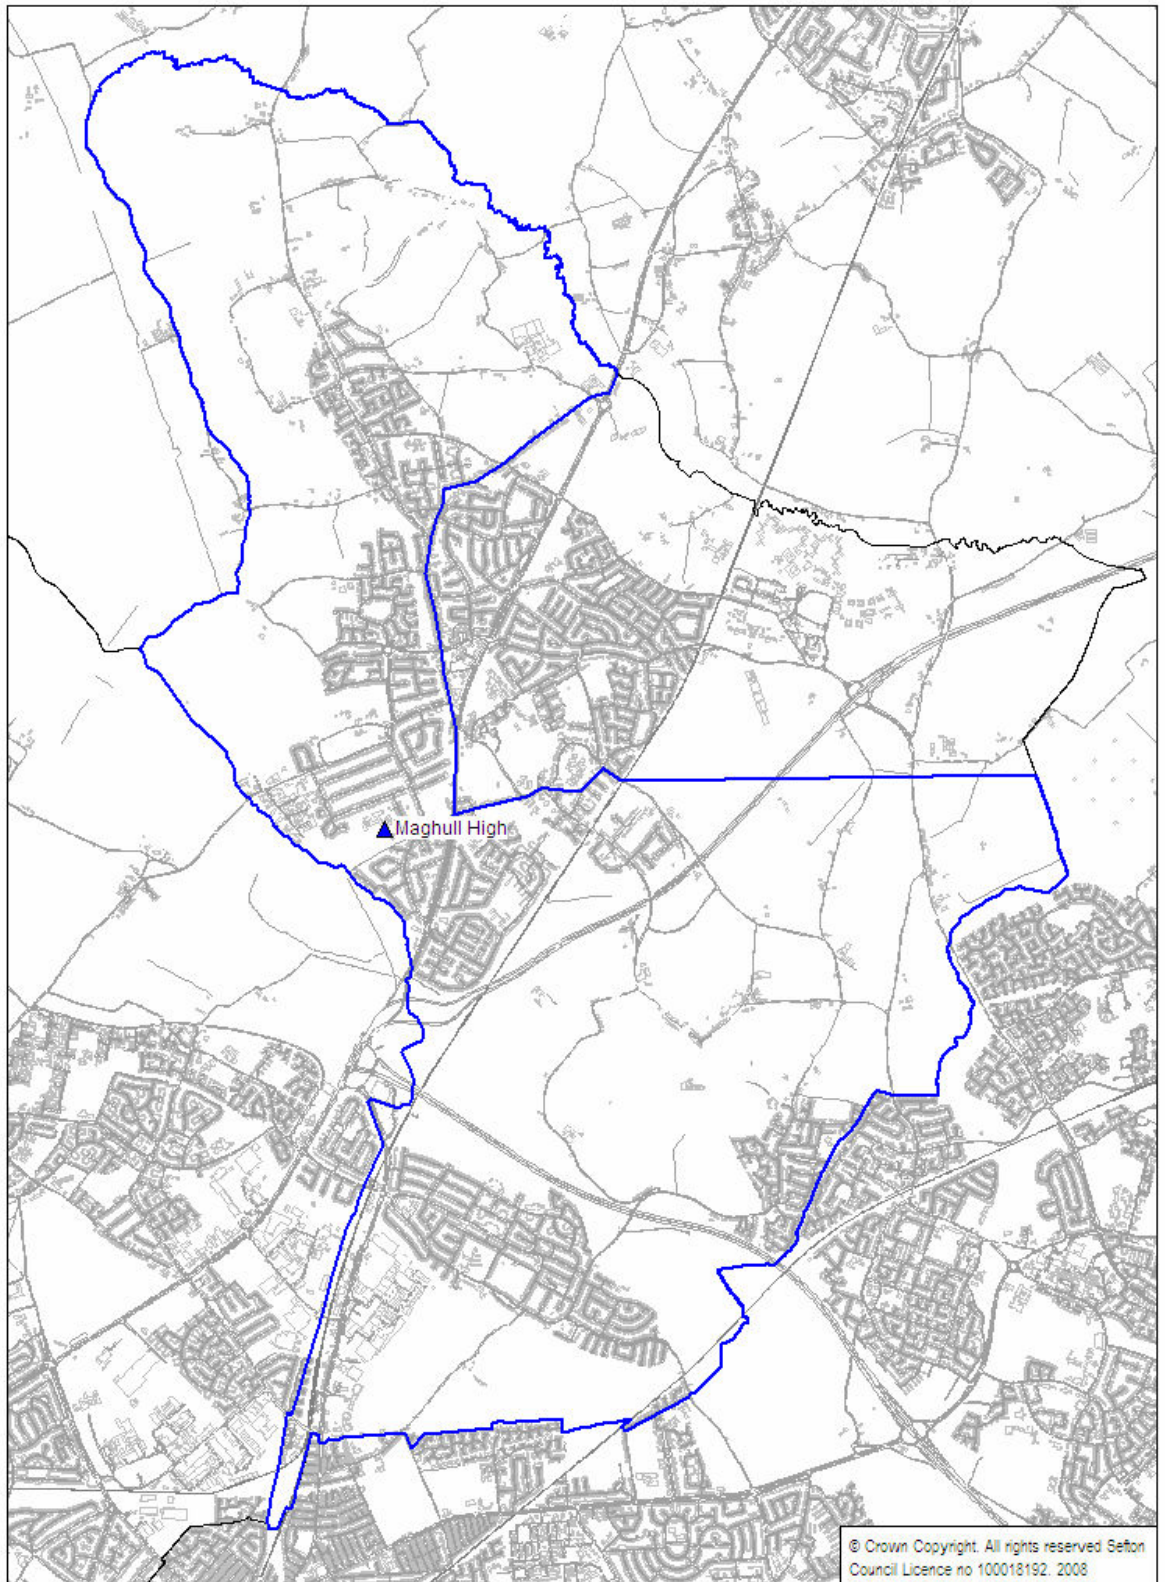 Maghull High
© Crown Copyright. All rights reserved Sefton
Council Licence no 100018192. 2008